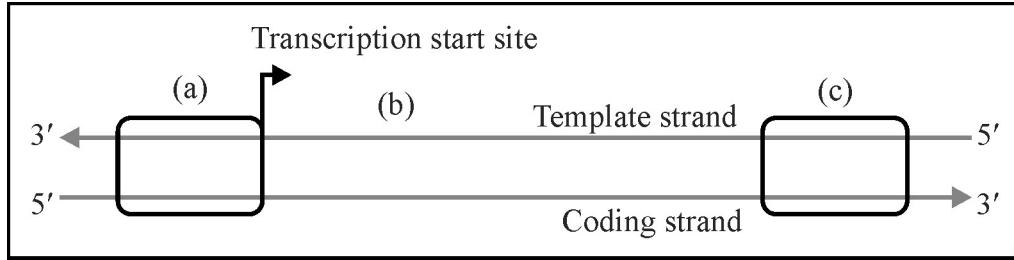 Transcription start site
(a)
(b)
(c)
3′
Template strand
5′
5′
Coding strand
3′